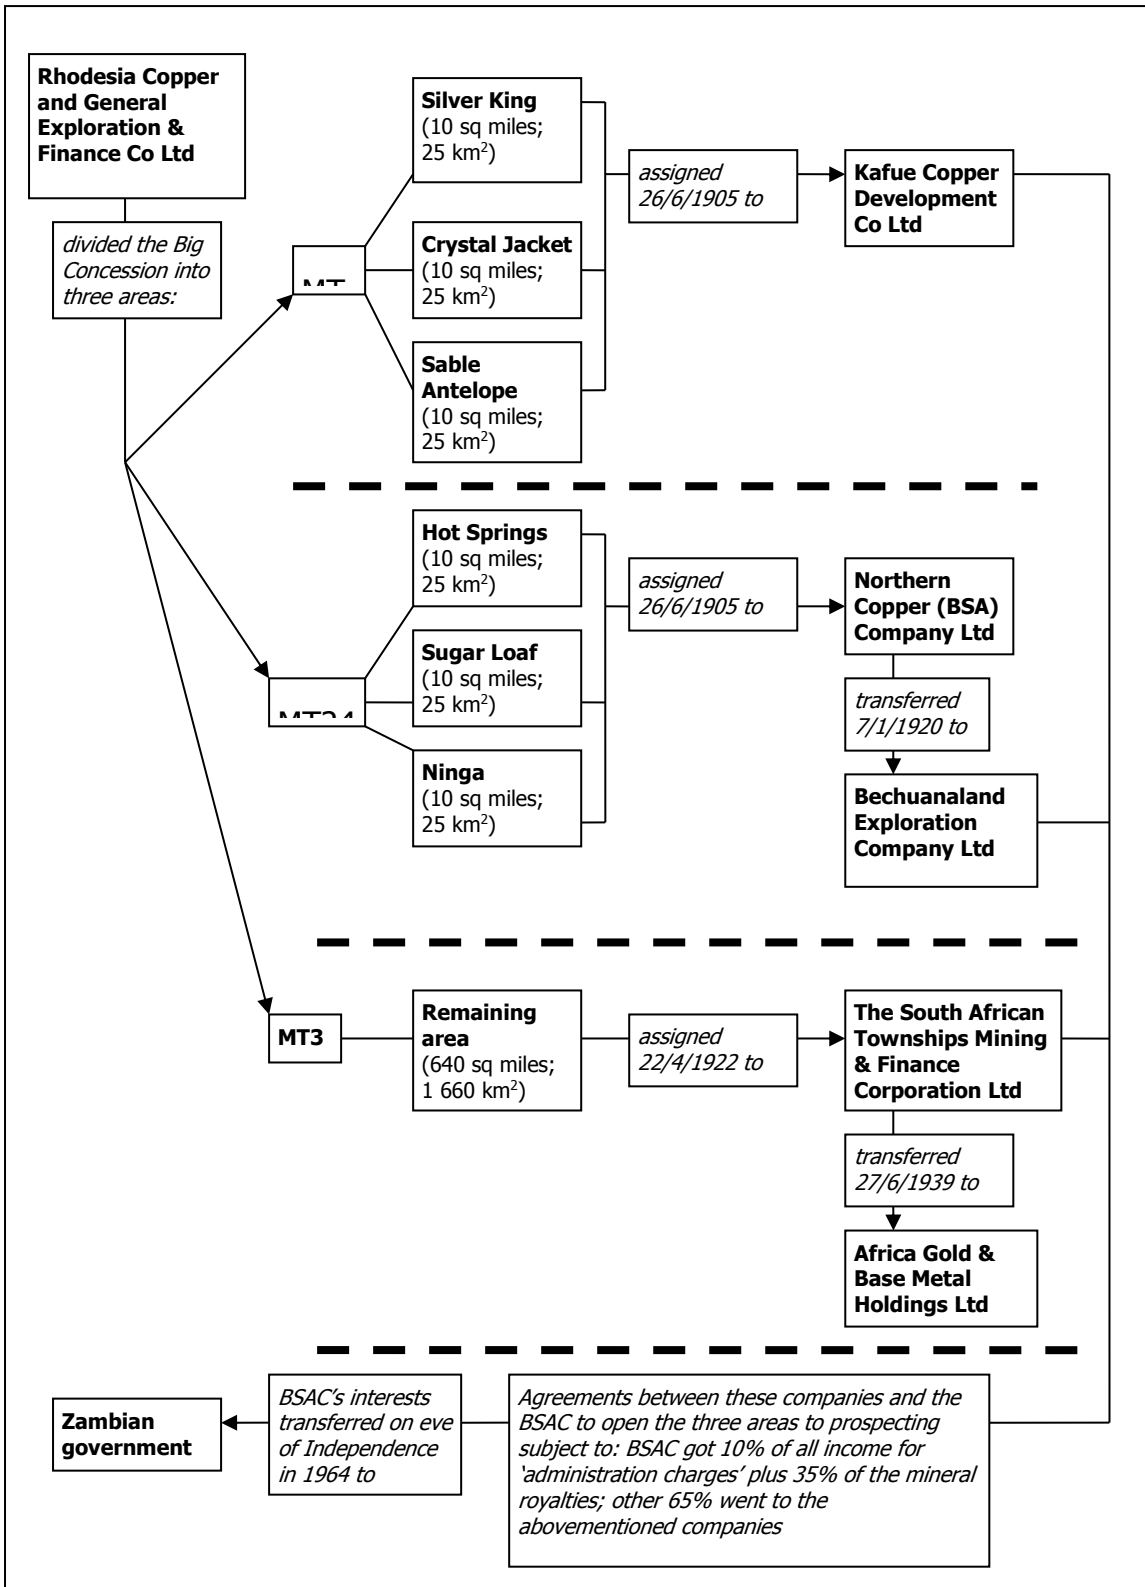 Rhodesia Copper
and General
Exploration &
Finance Co Ltd
divided the Big
Concession into
three areas:
Silver King
(10 sq miles;
25 km²)
Crystal Jacket
(10 sq miles;
25 km²)
Sable
Antelope
(10 sq miles;
25 km²)
assigned
26/6/1905 to
Kafue Copper
Development
Co Ltd
Hot Springs
(10 sq miles;
25 km²)
Sugar Loaf
(10 sq miles;
25 km²)
Ninga
(10 sq miles;
25 km²)
assigned
26/6/1905 to
Northern
Copper (BSA)
Company Ltd
transferred
7/1/1920 to
Bechuanaland
Exploration
Company Ltd
MT3
Remaining
area
(640 sq miles;
1 660 km²)
assigned
22/4/1922 to
The South African
Townships Mining
& Finance
Corporation Ltd
transferred
27/6/1939 to
Africa Gold &
Base Metal
Holdings Ltd
Zambian
government
BSAC's interests
transferred on eve
of Independence
in 1964 to
Agreements between these companies and the
BSAC to open the three areas to prospecting
subject to: BSAC got 10% of all income for
‘administration charges’ plus 35% of the mineral
royalties; other 65% went to the
abovementioned companies